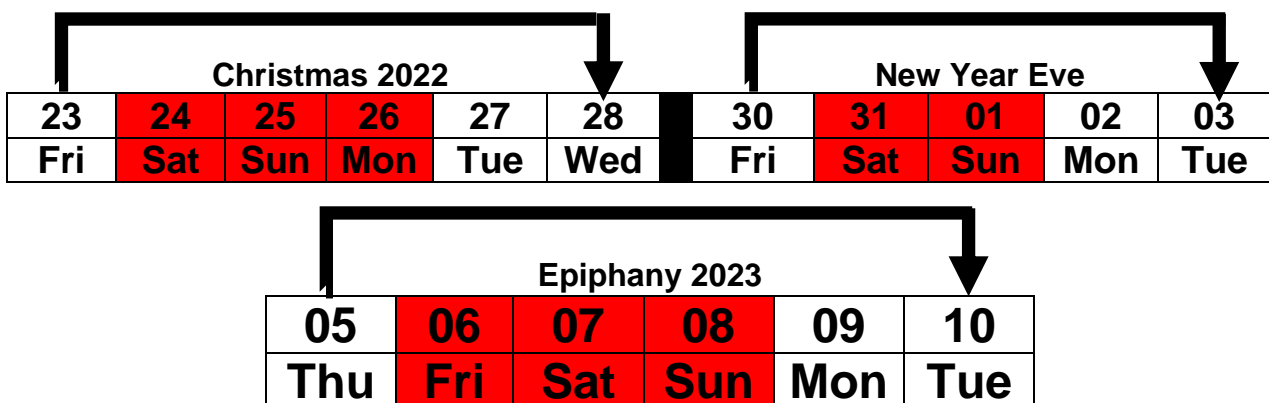 Christmas 2022 New Year Eve
23 24 25 26 27 28 30 31 01 02 03
Fri Sat Sun Mon Tue Wed Fri Sat Sun Mon Tue
Epiphany 2023
05 06 07 08 09 10
Thu Fri Sat Sun Mon Tue